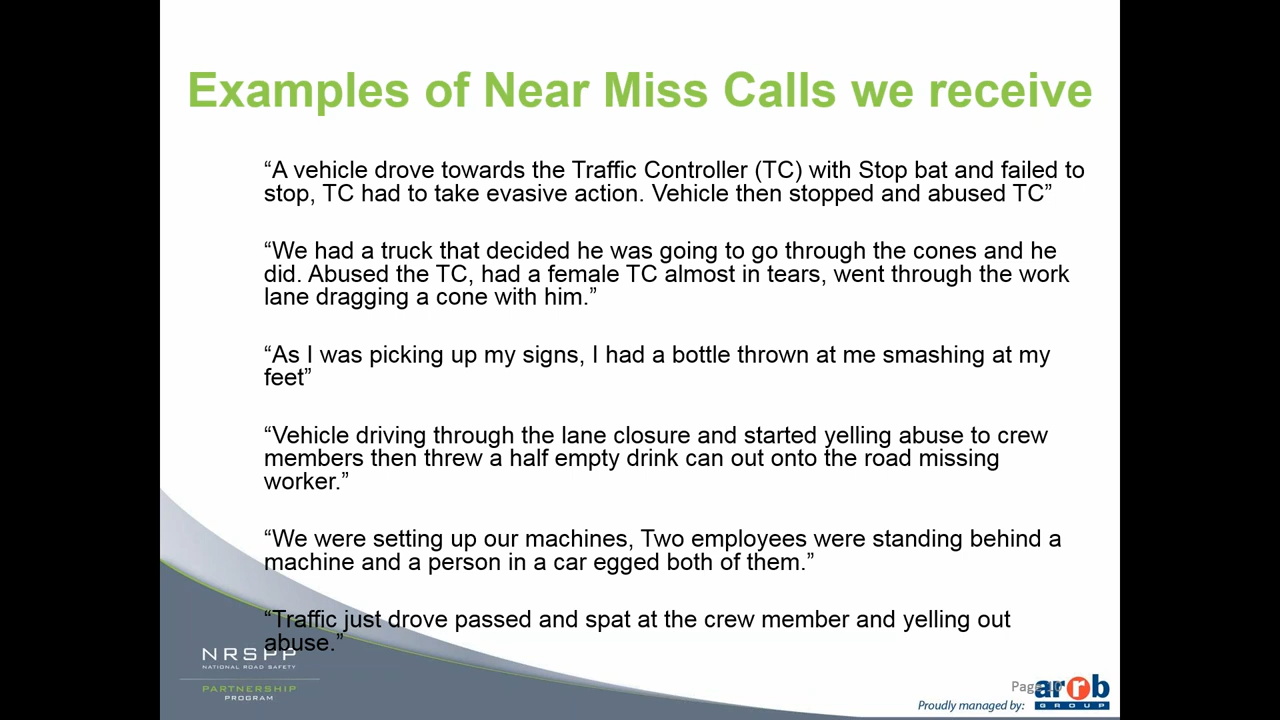 Examples of Near Miss Calls we receive
“A vehicle drove towards the Traffic Controller (TC) with Stop bat and failed to
stop, TC had to take evasive action. Vehicle then stopped and abused TC”
“We had a truck that decided he was going to go through the cones and he
did. Abused the TC, had a female TC almost in tears, went through the work
lane dragging a cone with him.”
“As I was picking up my signs, I had a bottle thrown at me smashing at my
feet”
“Vehicle driving through the lane closure and started yelling abuse to crew
members then threw a half empty drink can out onto the road missing
worker.”
“We were setting up our machines, Two employees were standing behind a
machine and a person in a car egged both of them.”
“Traffic just drove passed and spat at the crew member and yelling out
abuse.”
NRSPP
NATIONAL ROAD SAFETY
PARTNERSHIP
PROGRAM
Page
Proudly managed by:
arrb
GROUP